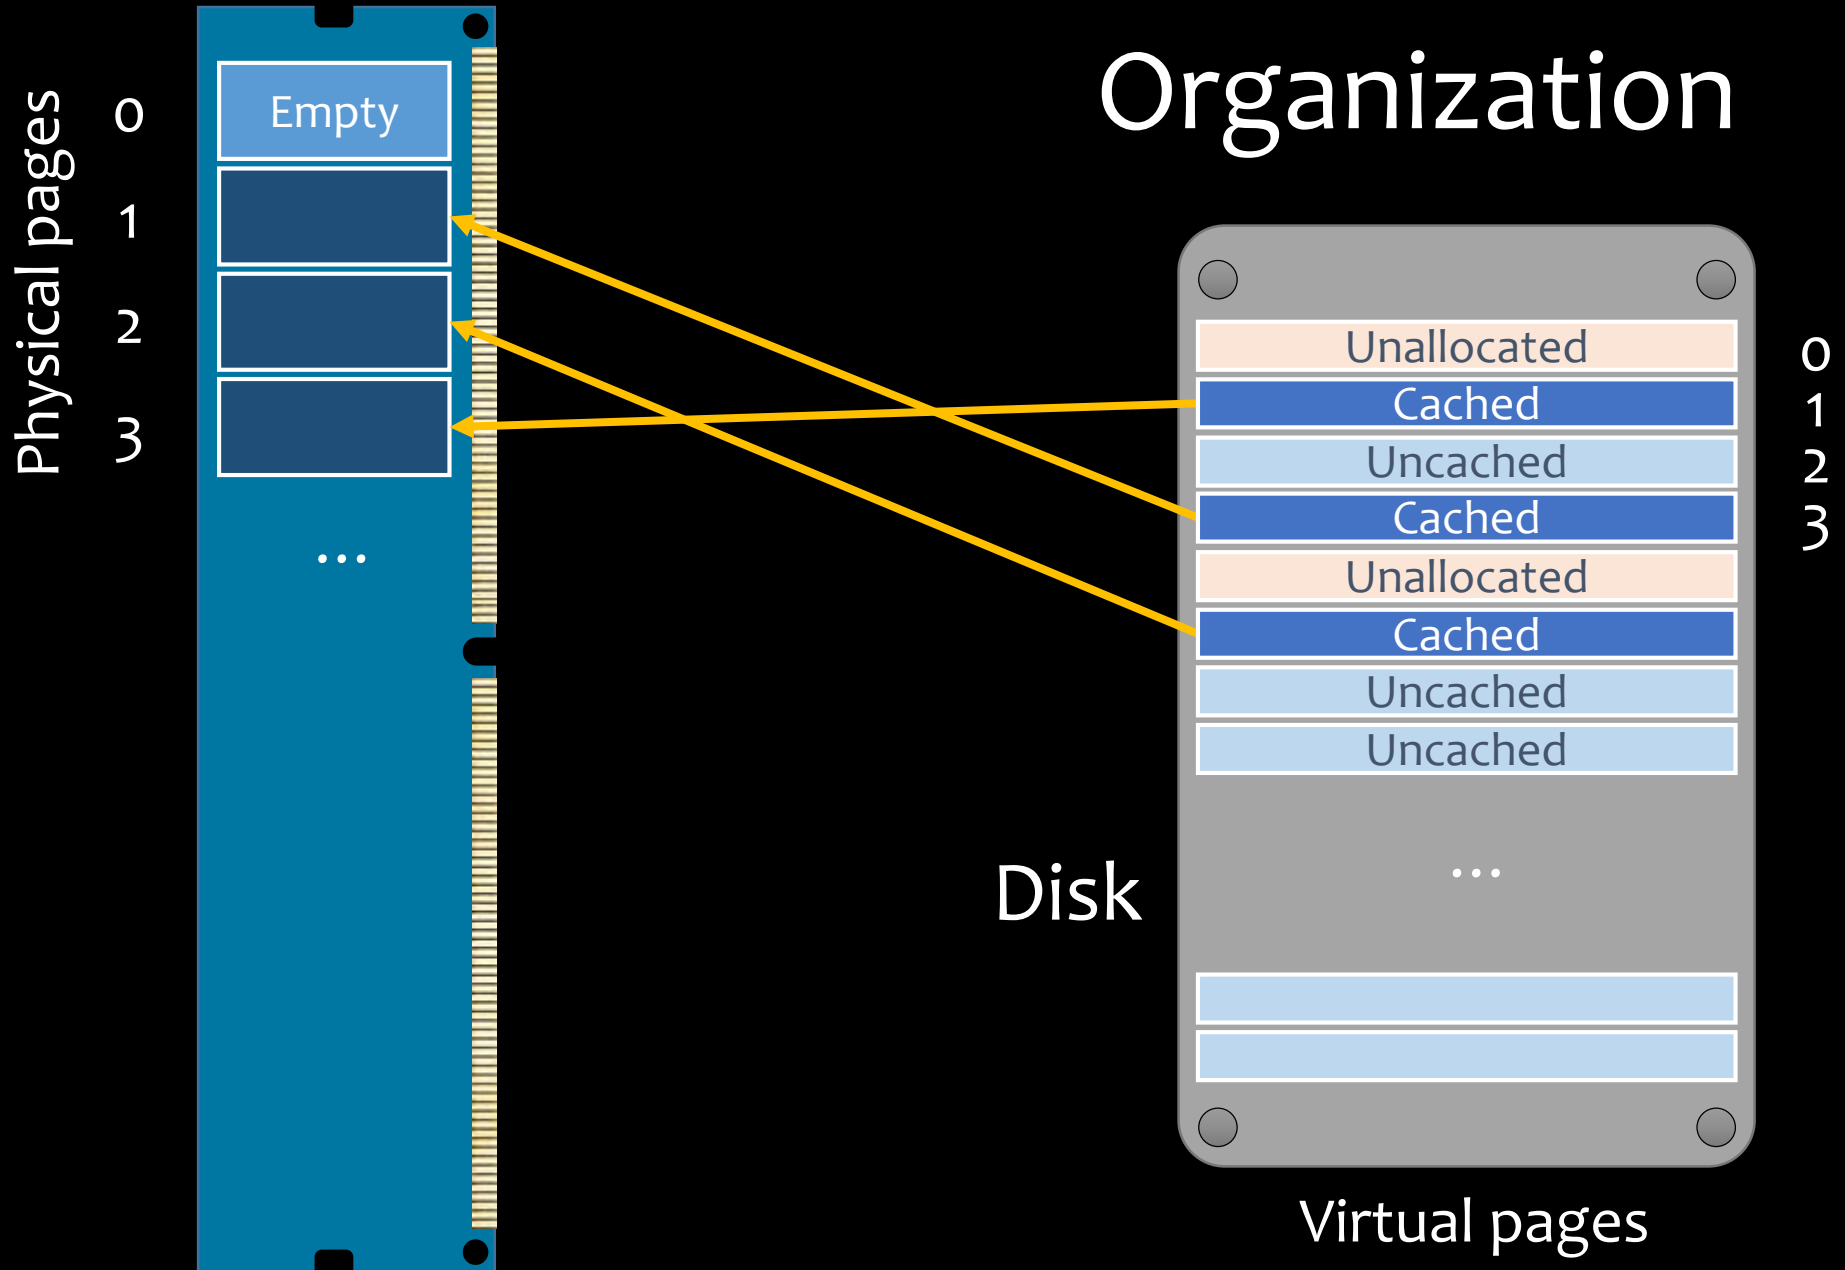 Organization
Physical pages
0
Empty
1
2
3
...
Unallocated
0
Cached
1
Uncached
2
Cached
3
Unallocated
Cached
Uncached
Uncached
...
Disk
Virtual pages